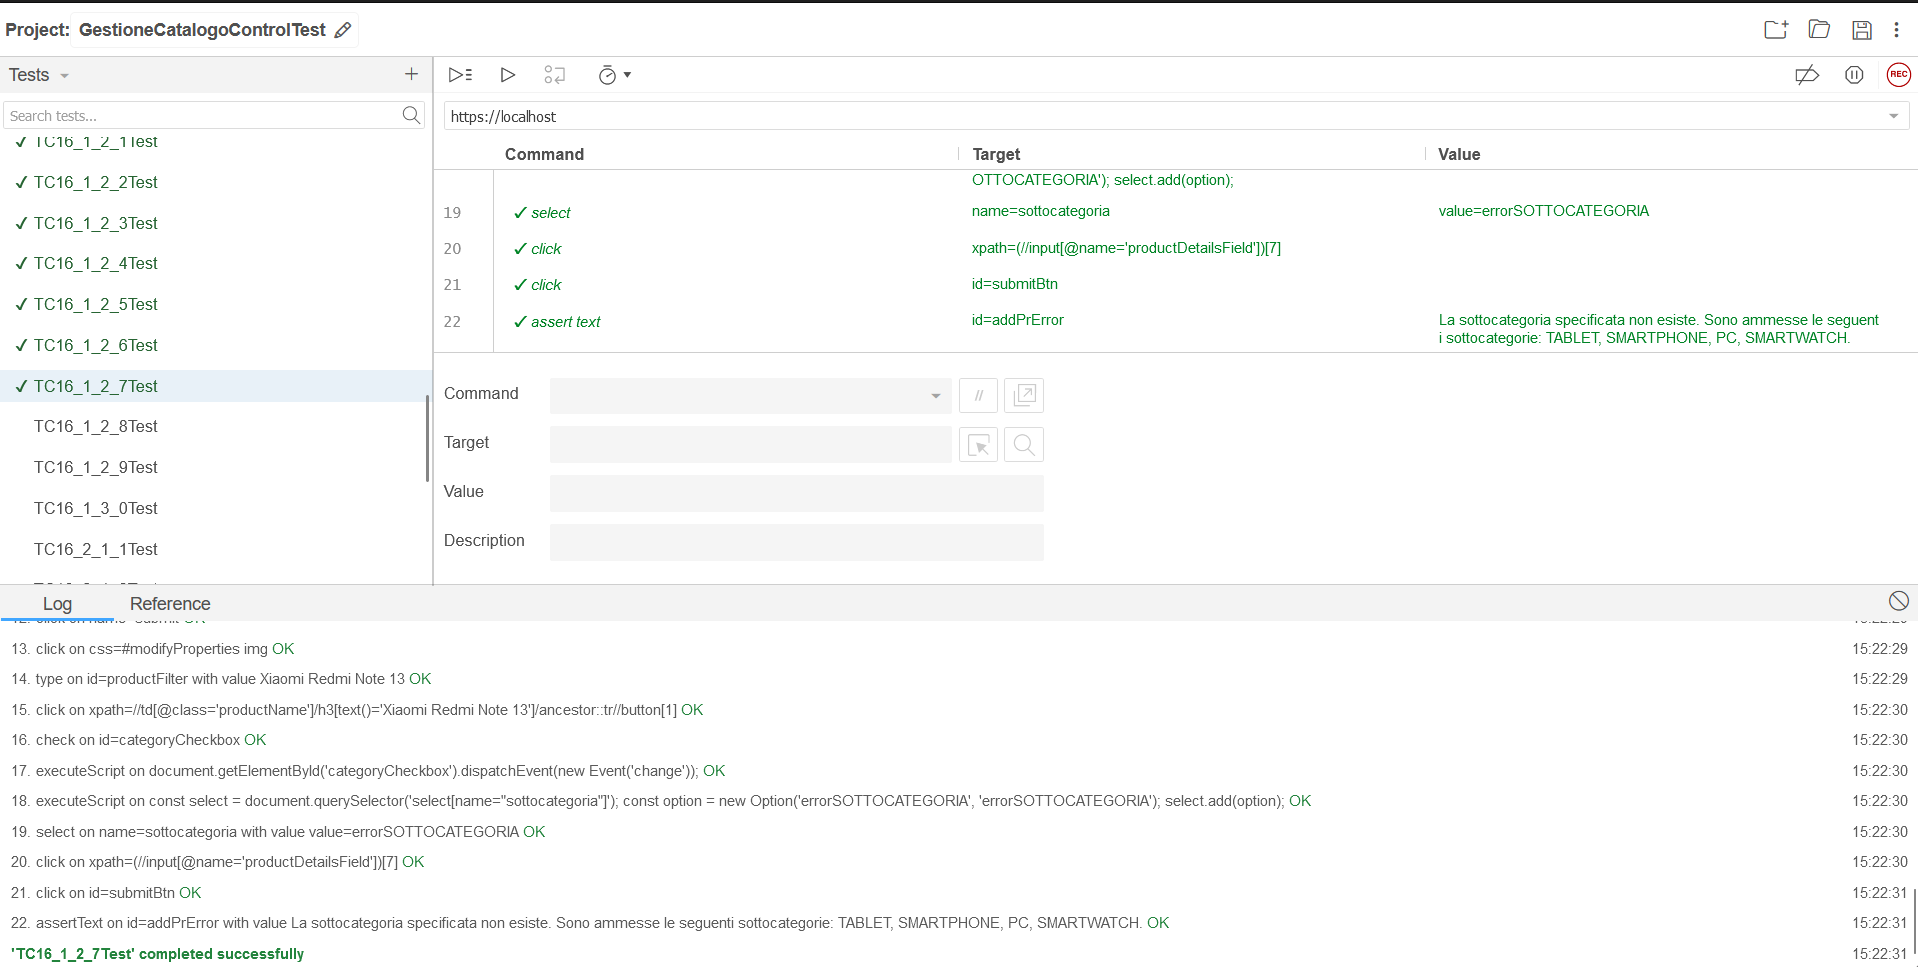 Project: GestioneCatalogoControlTest
Tests
REC
Search tests...
https://localhost
TC16_1_2_1Test
TC16_1_2_2Test
TC16_1_2_3Test
TC16_1_2_4Test
TC16_1_2_5Test
TC16_1_2_6Test
TC16_1_2_7Test
TC16_1_2_8Test
TC16_1_2_9Test
TC16_1_3_0Test
TC16_2_1_1Test
Command Target Value
OTTOCATEGORIA'); select.add(option);
19 ✓ select name=sottocategoria value=errorSOTTOCATEGORIA
20 ✓ click xpath=(//input[@name='productDetailsField'])[7]
21 ✓ click id=submitBtn
22 ✓ assert text id=addPrError La sottocategoria specificata non esiste. Sono ammesse le seguent
i sottocategorie: TABLET, SMARTPHONE, PC, SMARTWATCH.
Command //
Target
Value
Description
Log Reference
13. click on css=#modifyProperties img OK 15:22:29
14. type on id=productFilter with value Xiaomi Redmi Note 13 OK 15:22:29
15. click on xpath=//td[@class='productName']/h3[text()='Xiaomi Redmi Note 13']/ancestor::tr//button[1] OK 15:22:30
16. check on id=categoryCheckbox OK 15:22:30
17. executeScript on document.getElementById('categoryCheckbox').dispatchEvent(new Event('change')); OK 15:22:30
18. executeScript on const select = document.querySelector('select[name="sottocategoria"]'); const option = new Option('errorSOTTOCATEGORIA', 'errorSOTTOCATEGORIA'); select.add(option); OK 15:22:30
19. select on name=sottocategoria with value value=errorSOTTOCATEGORIA OK 15:22:30
20. click on xpath=(//input[@name='productDetailsField'])[7] OK 15:22:30
21. click on id=submitBtn OK 15:22:31
22. assertText on id=addPrError with value La sottocategoria specificata non esiste. Sono ammesse le seguenti sottocategorie: TABLET, SMARTPHONE, PC, SMARTWATCH. OK 15:22:31
'TC16_1_2_7Test' completed successfully 15:22:31